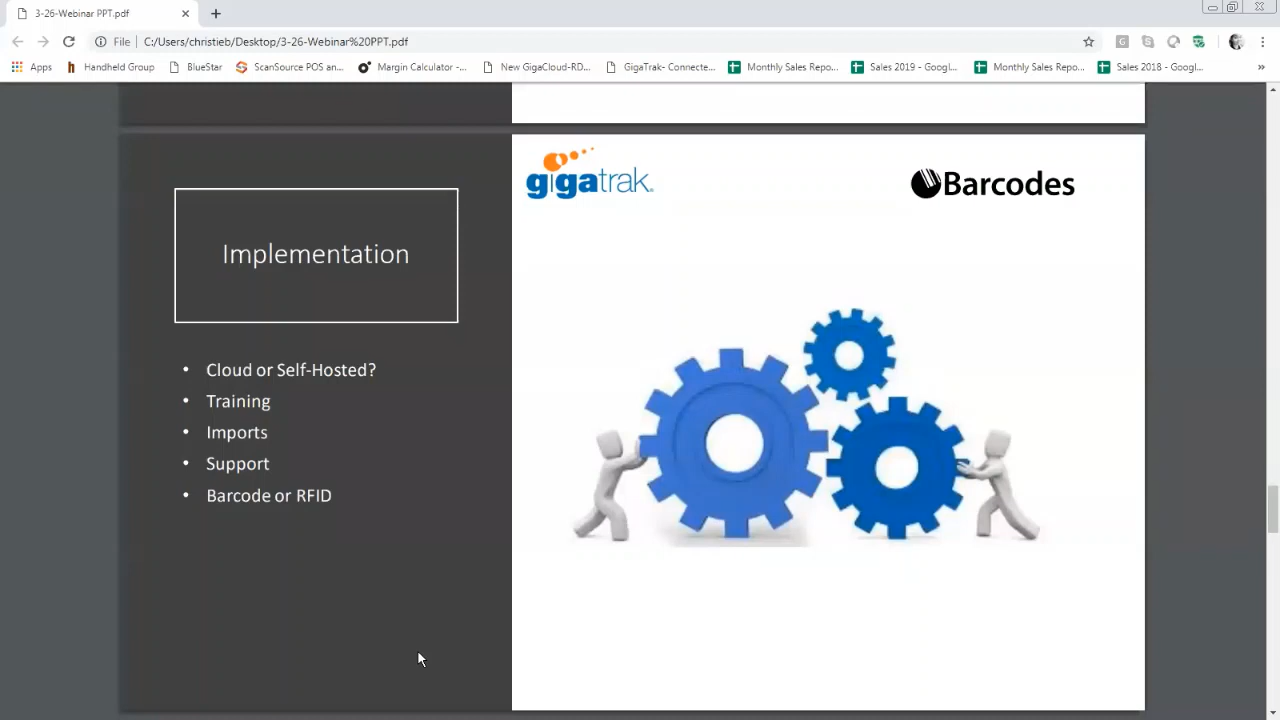 3-26-Webinar PPT.pdf
File
C:/Users/christieb/Desktop/3-26-Webinar%20PPT.pdf
Apps
Handheld Group
BlueStar
ScanSource POS an...
Margin Calculator -...
New GigaCloud-RD...
GigaTrak- Connecte...
Monthly Sales Repo...
Sales 2019 - Googl...
Monthly Sales Repo...
Sales 2018 - Googl...
»
gigatrak
Barcodes
Implementation
• Cloud or Self-Hosted?
• Training
• Imports
• Support
• Barcode or RFID